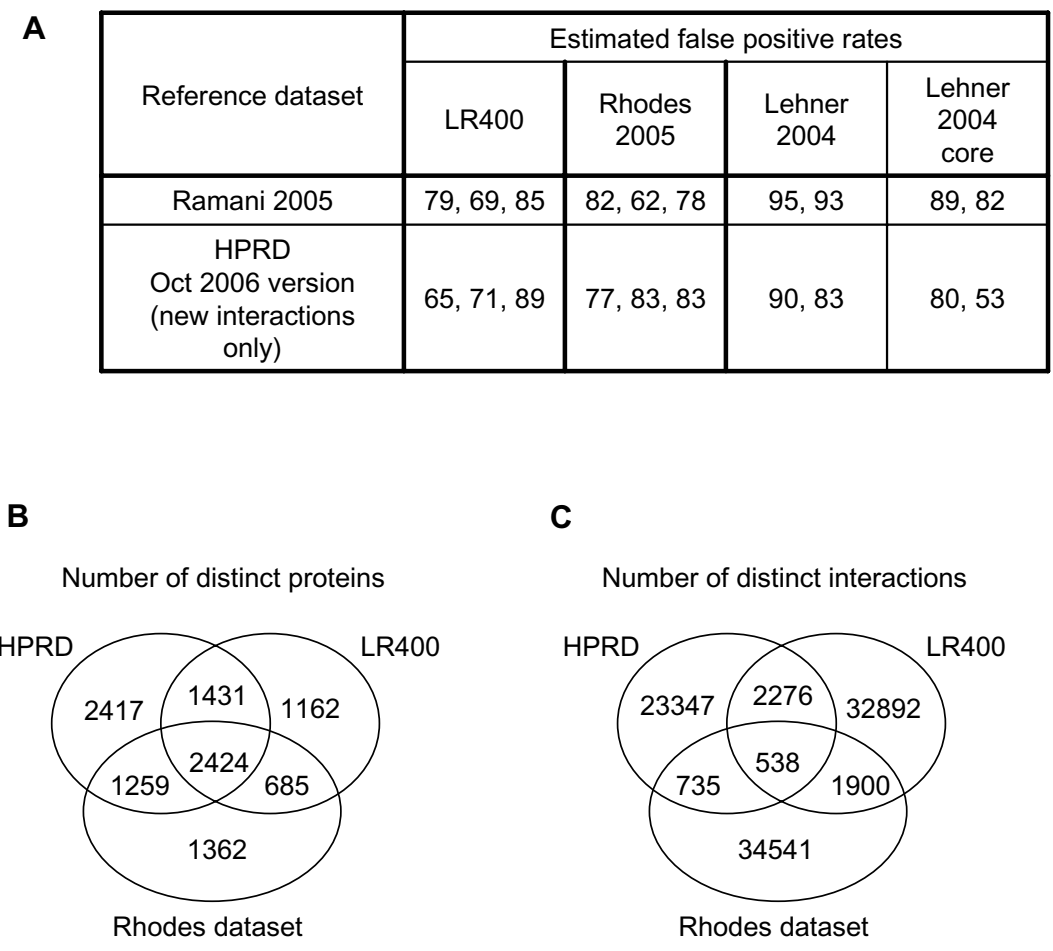 A
Reference dataset
Estimated false positive rates
LR400
Rhodes
2005
Lehner
2004
Lehner
2004
core
Ramani 2005
79, 69, 85
82, 62, 78
95, 93
89, 82
HPRD
Oct 2006 version
(new interactions
only)
65, 71, 89
77, 83, 83
90, 83
80, 53
B
Number of distinct proteins
HPRD
LR400
2417
1431
1162
2424
1259
685
1362
Rhodes dataset
C
Number of distinct interactions
HPRD
LR400
23347
2276
32892
538
735
1900
34541
Rhodes dataset